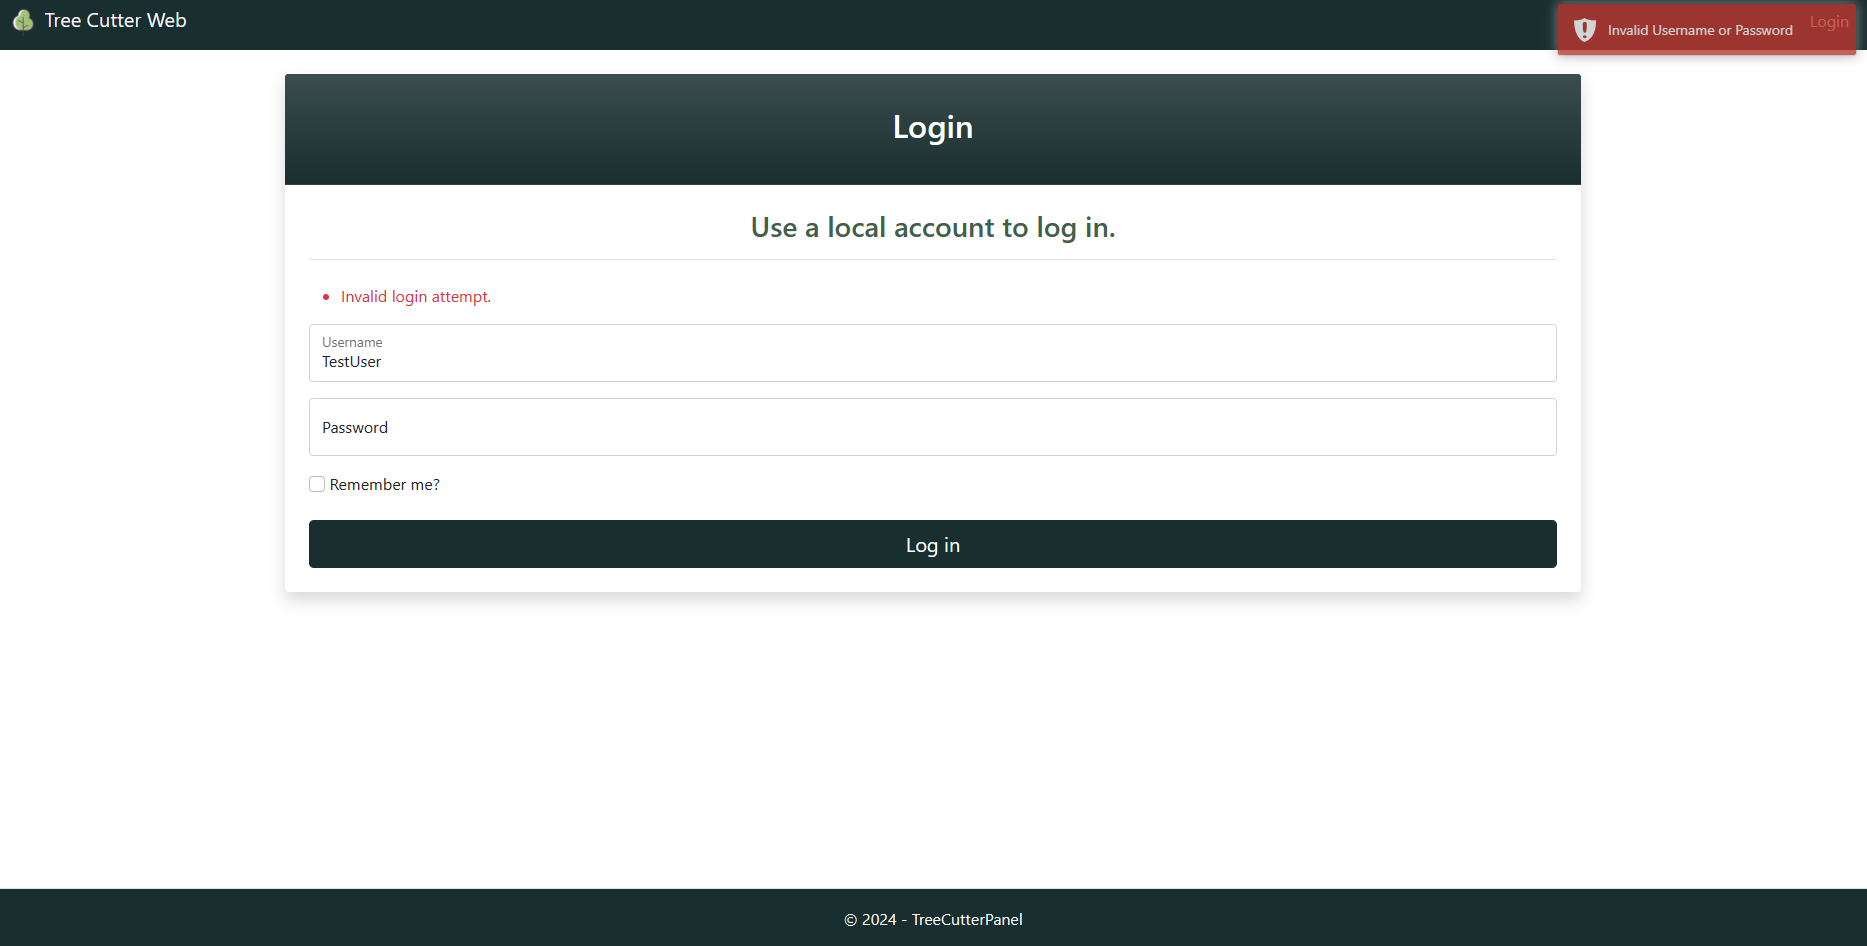 Tree Cutter Web
Login
Invalid Username or Password
Login
Use a local account to log in.
Invalid login attempt.
Username
TestUser
Password
Remember me?
Log in
© 2024 - TreeCutterPanel